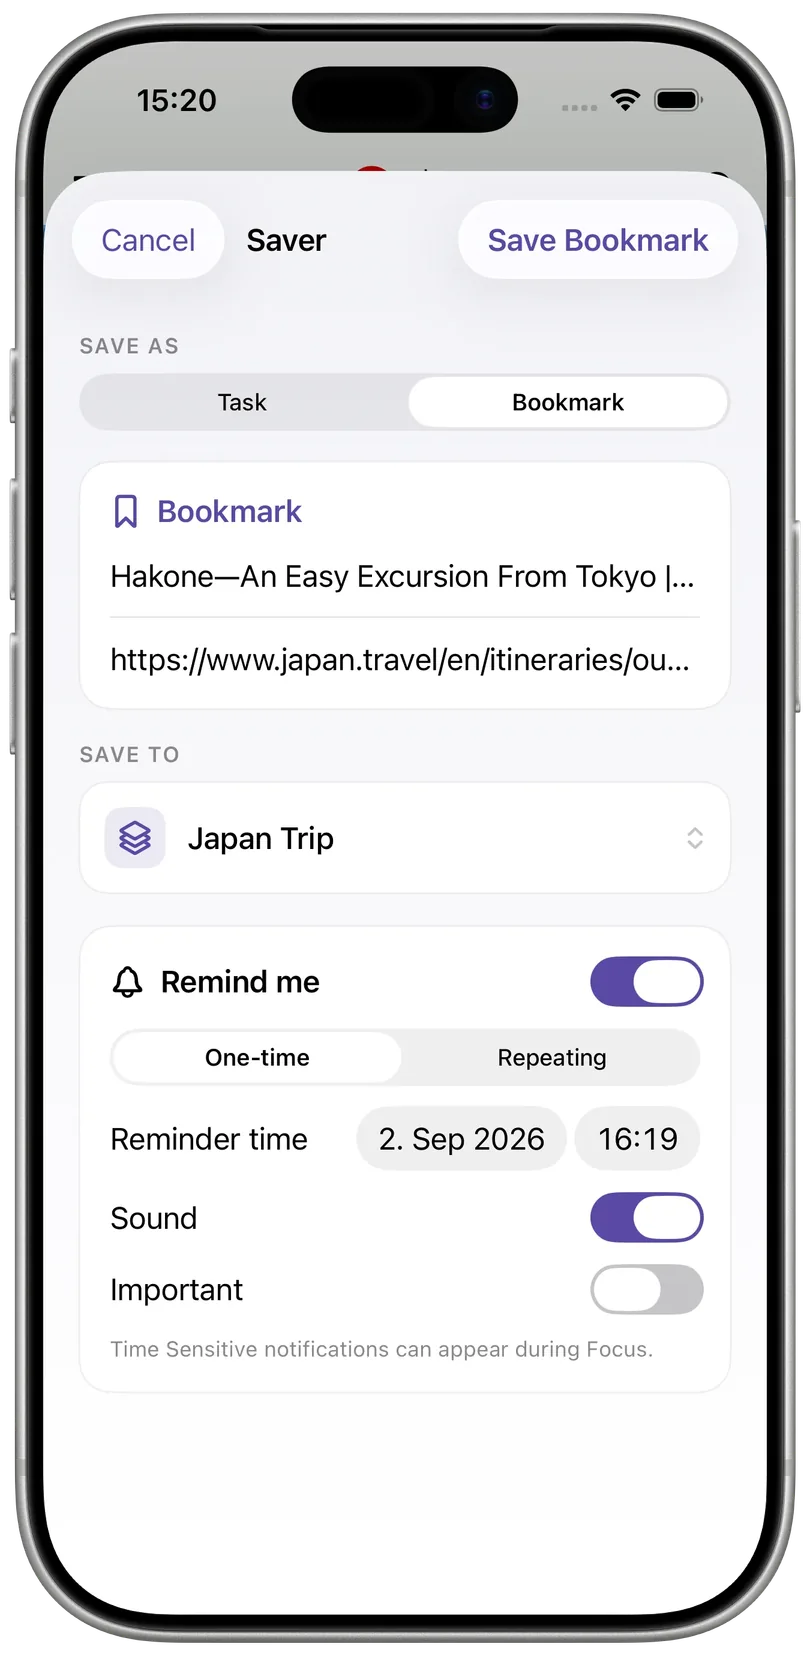 15:20
Cancel Saver Save Bookmark
SAVE AS
Task Bookmark
Bookmark
Hakone—An Easy Excursion From Tokyo |...
https://www.japan.travel/en/itineraries/ou...
SAVE TO
Japan Trip
Remind me
One-time Repeating
Reminder time 2. Sep 2026 16:19
Sound
Important
Time Sensitive notifications can appear during Focus.